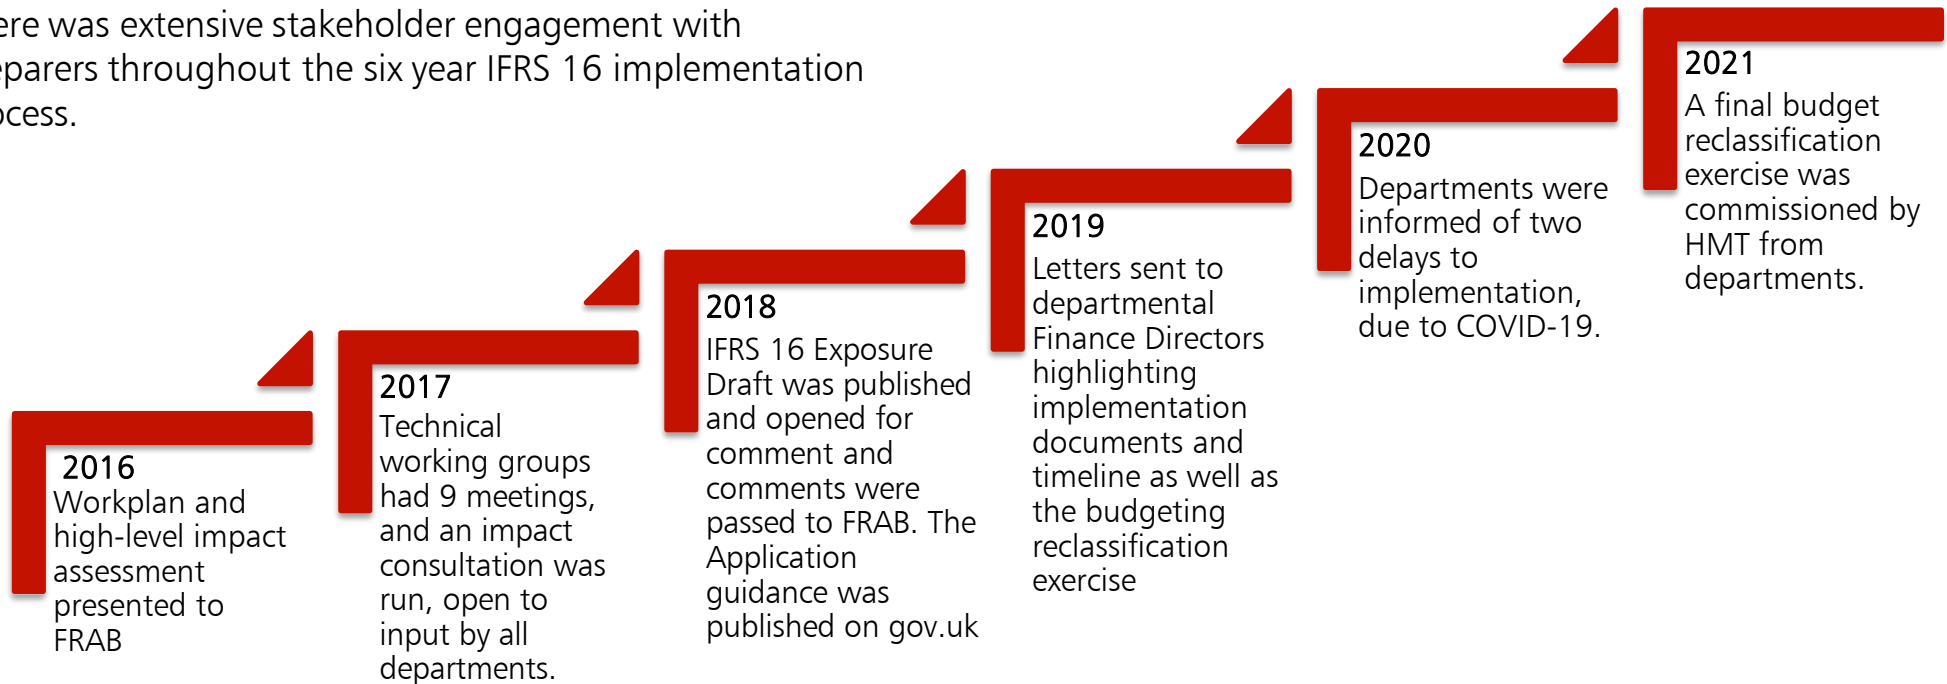 ere was extensive stakeholder engagement with
eparers throughout the six year IFRS 16 implementation
ocess.
2016
Workplan and
high-level impact
assessment
presented to
FRAB
2017
Technical
working groups
had 9 meetings,
and an impact
consultation was
run, open to
input by all
departments.
2018
IFRS 16 Exposure
Draft was published
and opened for
comment and
comments were
passed to FRAB. The
Application
guidance was
published on gov.uk
2019
Letters sent to
departmental
Finance Directors
highlighting
implementation
documents and
timeline as well as
the budgeting
reclassification
exercise
2020
Departments were
informed of two
delays to
implementation,
due to COVID-19.
2021
A final budget
reclassification
exercise was
commissioned by
HMT from
departments.